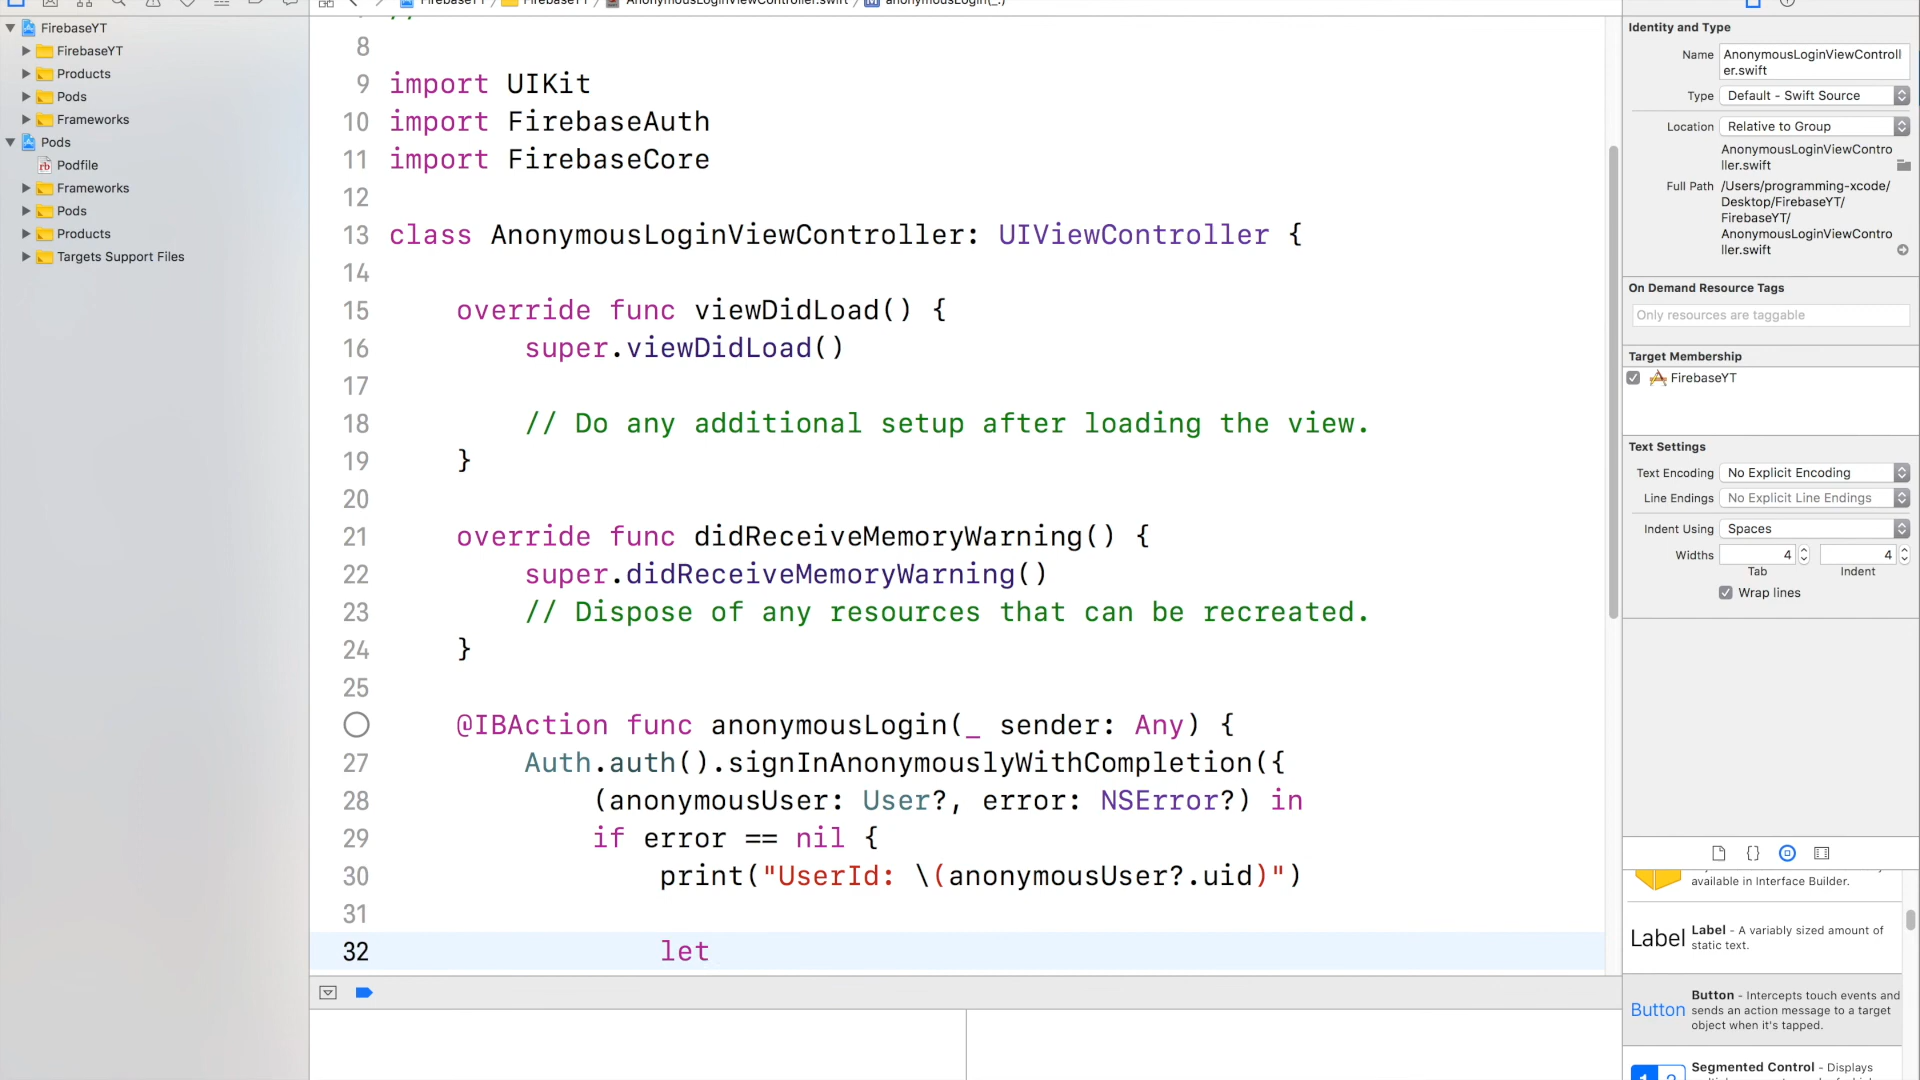 FirebaseYT
FirebaseYT
Products
Pods
Frameworks
Pods
Podfile
Frameworks
Pods
Products
Targets Support Files
//
8
9 import UIKit
10 import FirebaseAuth
11 import FirebaseCore
12
13 class AnonymousLoginViewController: UIViewController {
14
15 override func viewDidLoad() {
16 super.viewDidLoad()
17
18 // Do any additional setup after loading the view.
19 }
20
21 override func didReceiveMemoryWarning() {
22 super.didReceiveMemoryWarning()
23 // Dispose of any resources that can be recreated.
24 }
25
@IBAction func anonymousLogin(_ sender: Any) {
27 Auth.auth().signInAnonymouslyWithCompletion({
28 (anonymousUser: User?, error: NSError?) in
29 if error == nil {
30 print("UserId: \(anonymousUser?.uid)")
31
32 let
Identity and Type
Name AnonymousLoginViewControll
er.swift
Type Default - Swift Source
Location Relative to Group
AnonymousLoginViewContro
ller.swift
Full Path /Users/programming-xcode/
Desktop/FirebaseYT/
FirebaseYT/
AnonymousLoginViewContro
ller.swift
On Demand Resource Tags
Only resources are taggable
Target Membership
FirebaseYT
Text Settings
Text Encoding No Explicit Encoding
Line Endings No Explicit Line Endings
Indent Using Spaces
Widths 4 4
Tab Indent
Wrap lines
available in Interface Builder.
Label Label - A variably sized amount of
static text.
Button Button - Intercepts touch events and
sends an action message to a target
object when it's tapped.
Segmented Control - Displays